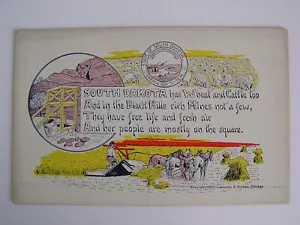 SOUTH DAKOTA has Wheat and Cattle too
And in the Black Hills rich Mines not a few,
They have free life and fresh air
And her people are mostly on the square.